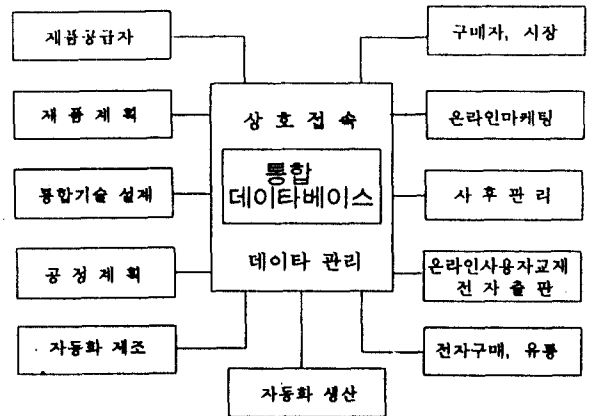 제품공급자
구매자, 시장
제 품 계 획
상 호 접 속
온라인마케팅
통합
데이타베이스
통합기술 설계
사 후 관 리
공 정 계 획
데이타 관리
온라인사용자교재
전 자 출 판
자동화 제조
전자구매, 유통
자동화 생산